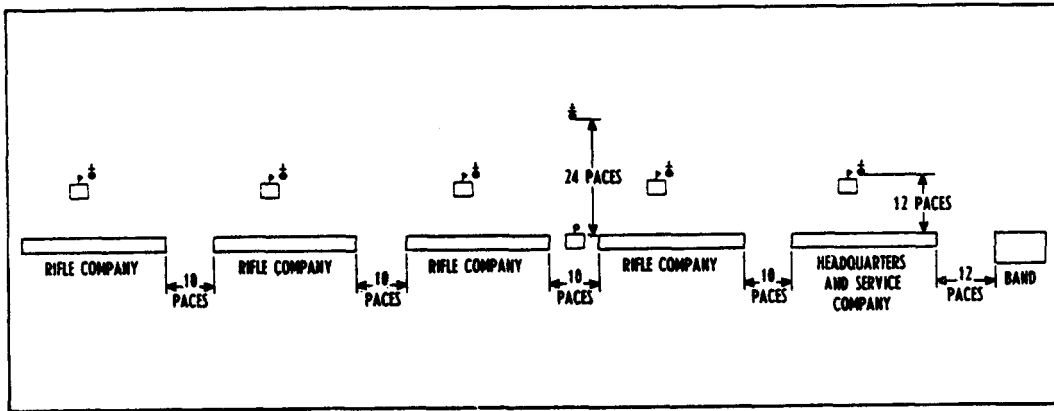 24 PACES
12 PACES
RIFLE COMPANY
RIFLE COMPANY
RIFLE COMPANY
RIFLE COMPANY
HEADQUARTERS
AND SERVICE
COMPANY
BAND
10
PACES
10
PACES
10
PACES
10
PACES
12
PACES